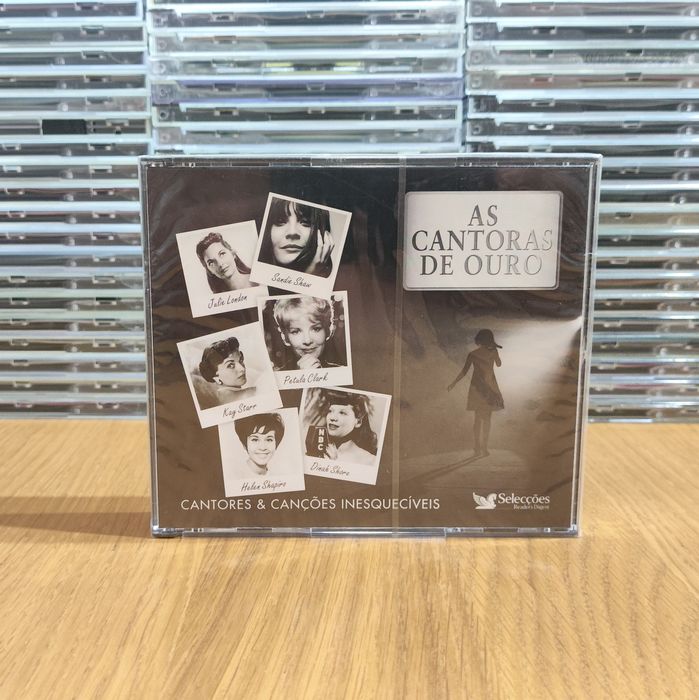 AS
CANTORAS
DE OURO
Sandie Shaw
Julie London
Petula Clark
Kay Starr
NBC
Dinah Shore
Helen Shapiro
CANTORES & CANÇÕES INESQUECÍVEIS
Selecções
Reader's Digest